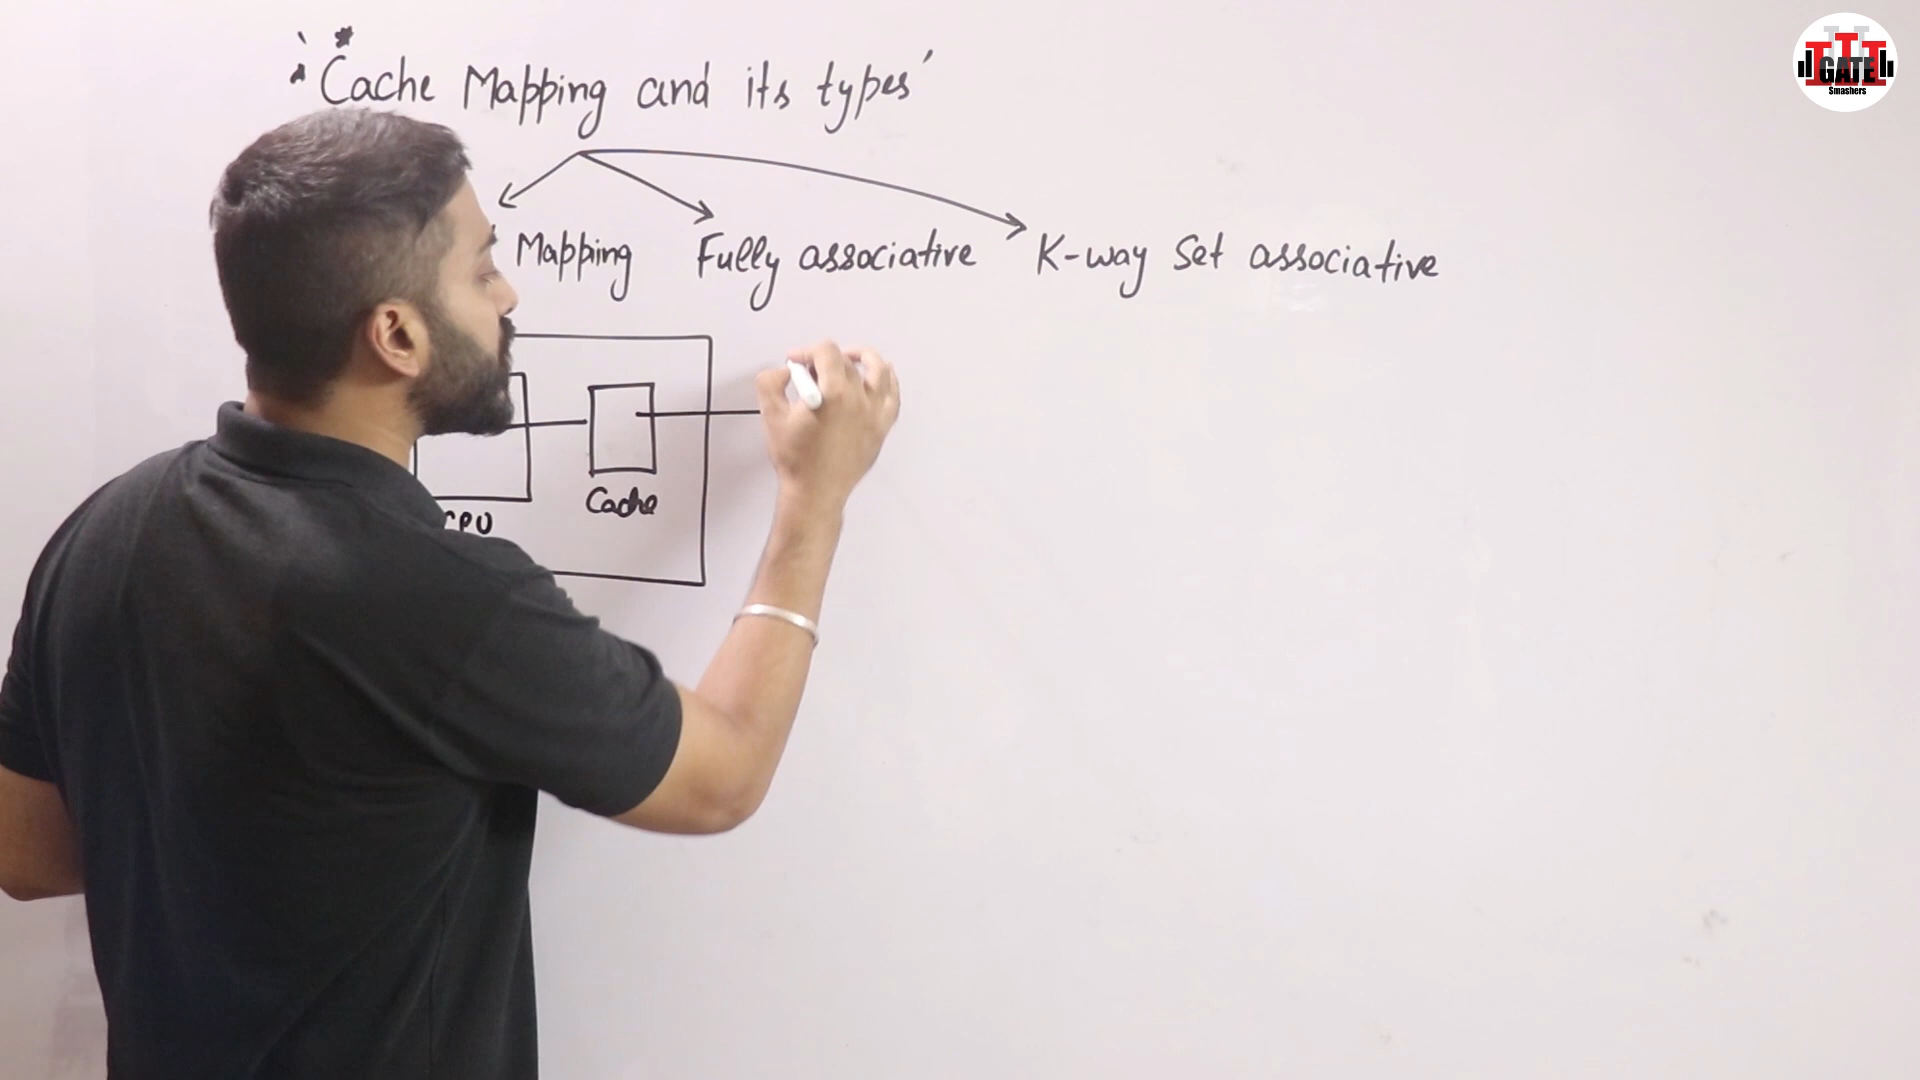 'Cache Mapping and its types'
Mapping Fully associative K-way Set associative
Cache
CPU
GATE
Smashers